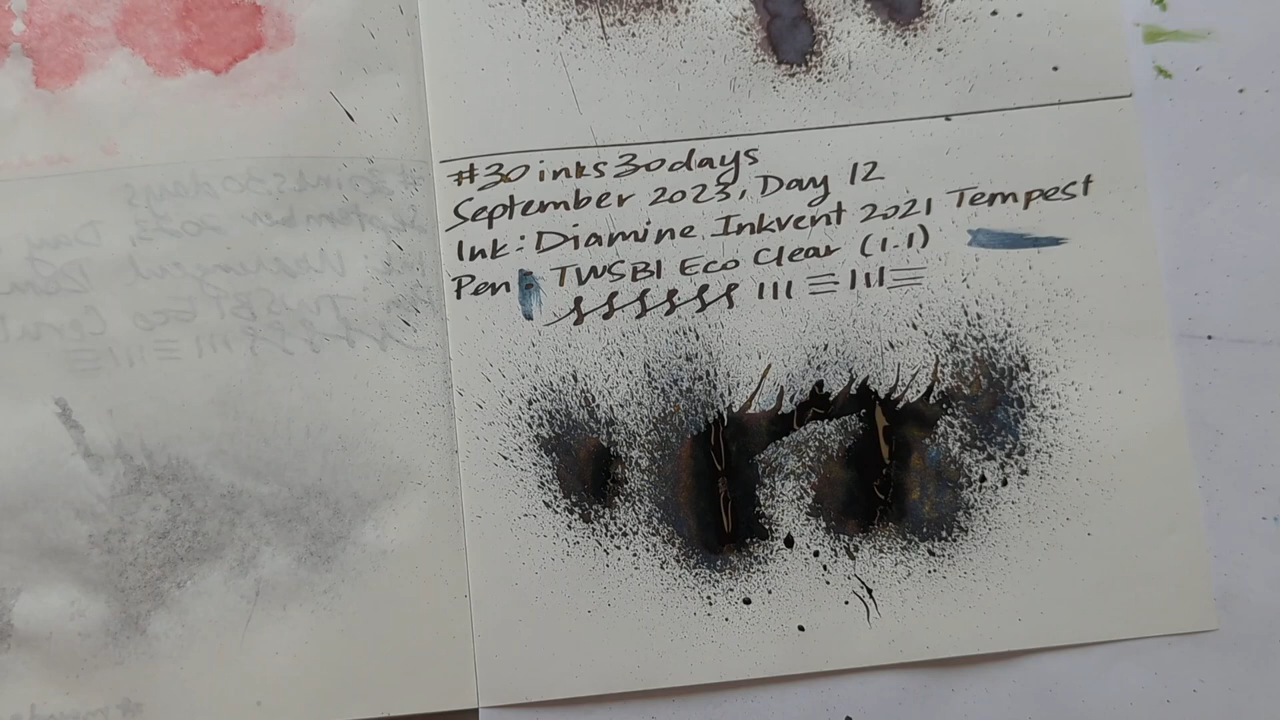 #30inks30days
September 2023, Day 12
Ink: Diamine Inkvent 2021 Tempest
Pen: TWSBI Eco Clear (1.1)